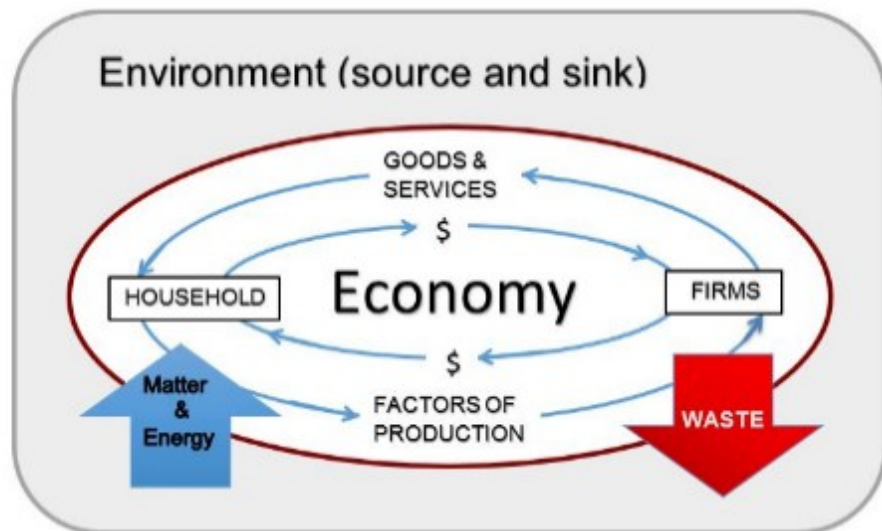 Environment (source and sink)
GOODS &
SERVICES
$
HOUSEHOLD
Economy
FIRMS
$
Matter
&
Energy
FACTORS OF
PRODUCTION
WASTE